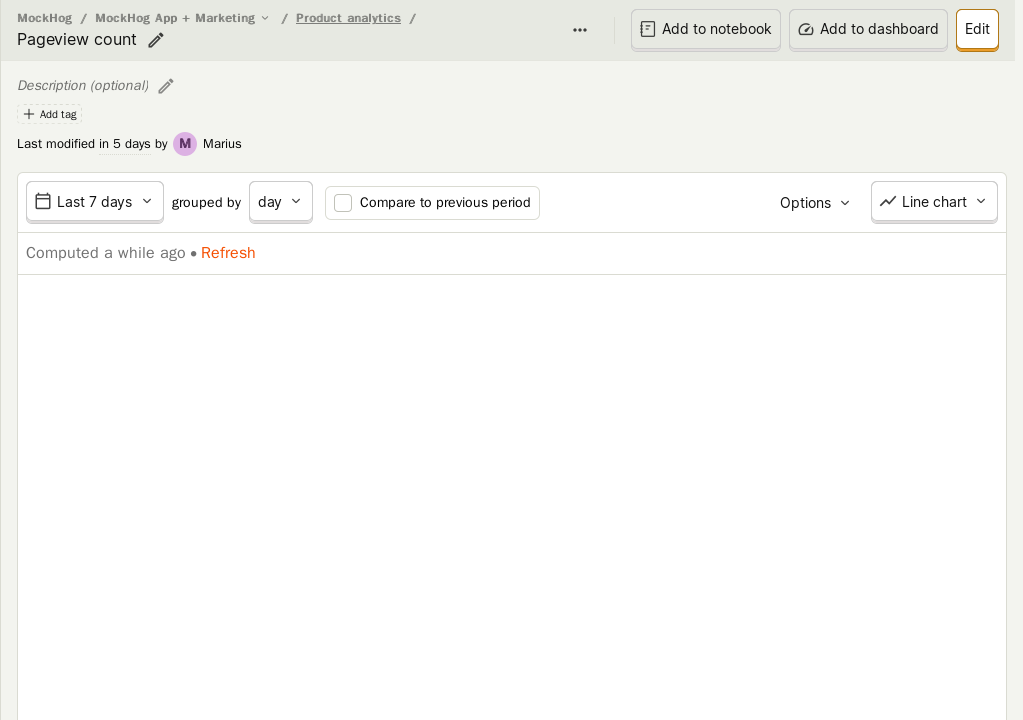 MockHog / MockHog App + Marketing / Product analytics /
Pageview count
Add to notebook
Add to dashboard
Edit
Description (optional)
Add tag
Last modified in 5 days by M Marius
Last 7 days grouped by day Compare to previous period Options Line chart
Computed a while ago • Refresh